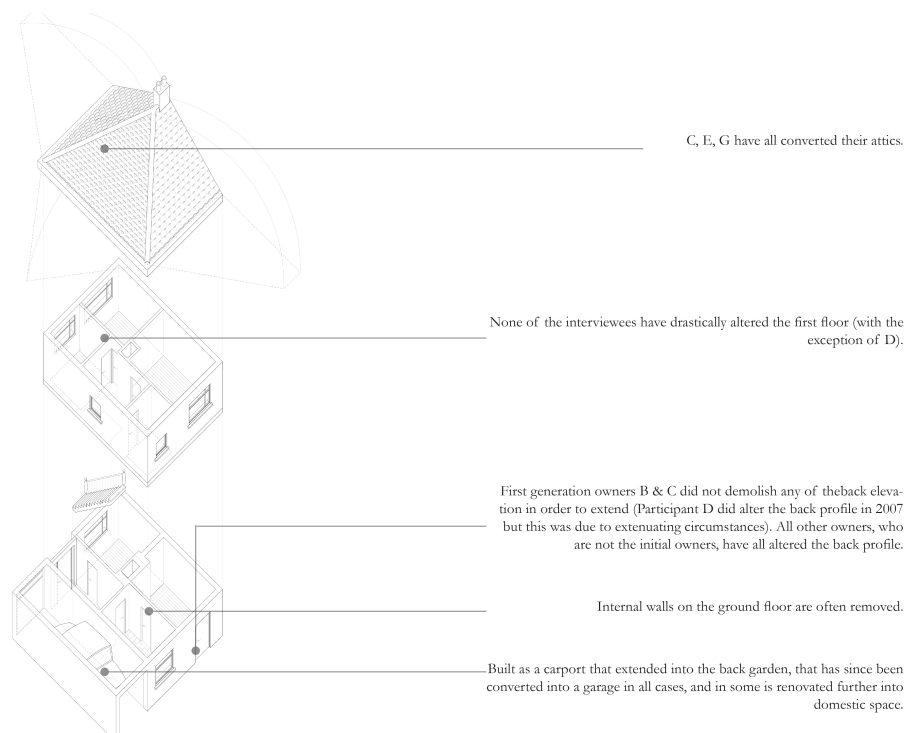 C, E, G have all converted their attics.
None of the interviewees have drastically altered the first floor (with the
exception of D).
First generation owners B & C did not demolish any of theback eleva-
tion in order to extend (Participant D did alter the back profile in 2007
but this was due to extenuating circumstances). All other owners, who
are not the initial owners, have all altered the back profile.
Internal walls on the ground floor are often removed.
Built as a carport that extended into the back garden, that has since been
converted into a garage in all cases, and in some is renovated further into
domestic space.